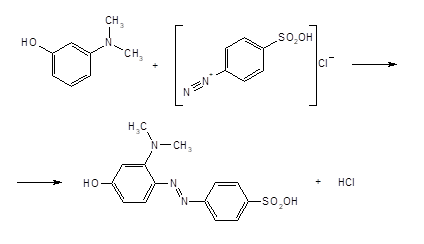 CH3
HO N CH3
+ N≡N+ SO2OH Cl−
H3C
N CH3
HO N N SO2OH + HCl